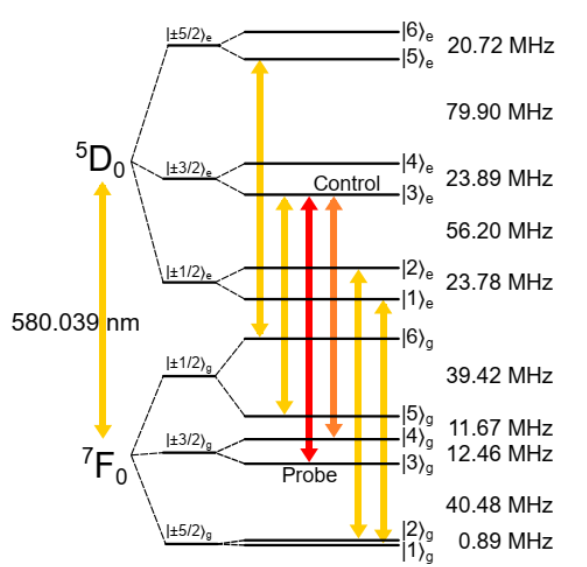 |±5/2⟩e
|6⟩e
20.72 MHz
|5⟩e
79.90 MHz
⁵D₀
|±3/2⟩e
|4⟩e
23.89 MHz
Control
|3⟩e
56.20 MHz
|±1/2⟩e
|2⟩e
23.78 MHz
|1⟩e
580.039 nm
|6⟩g
|±1/2⟩g
39.42 MHz
|5⟩g
11.67 MHz
|±3/2⟩g
|4⟩g
12.46 MHz
⁷F₀
|3⟩g
Probe
40.48 MHz
|±5/2⟩g
|2⟩g
0.89 MHz
|1⟩g